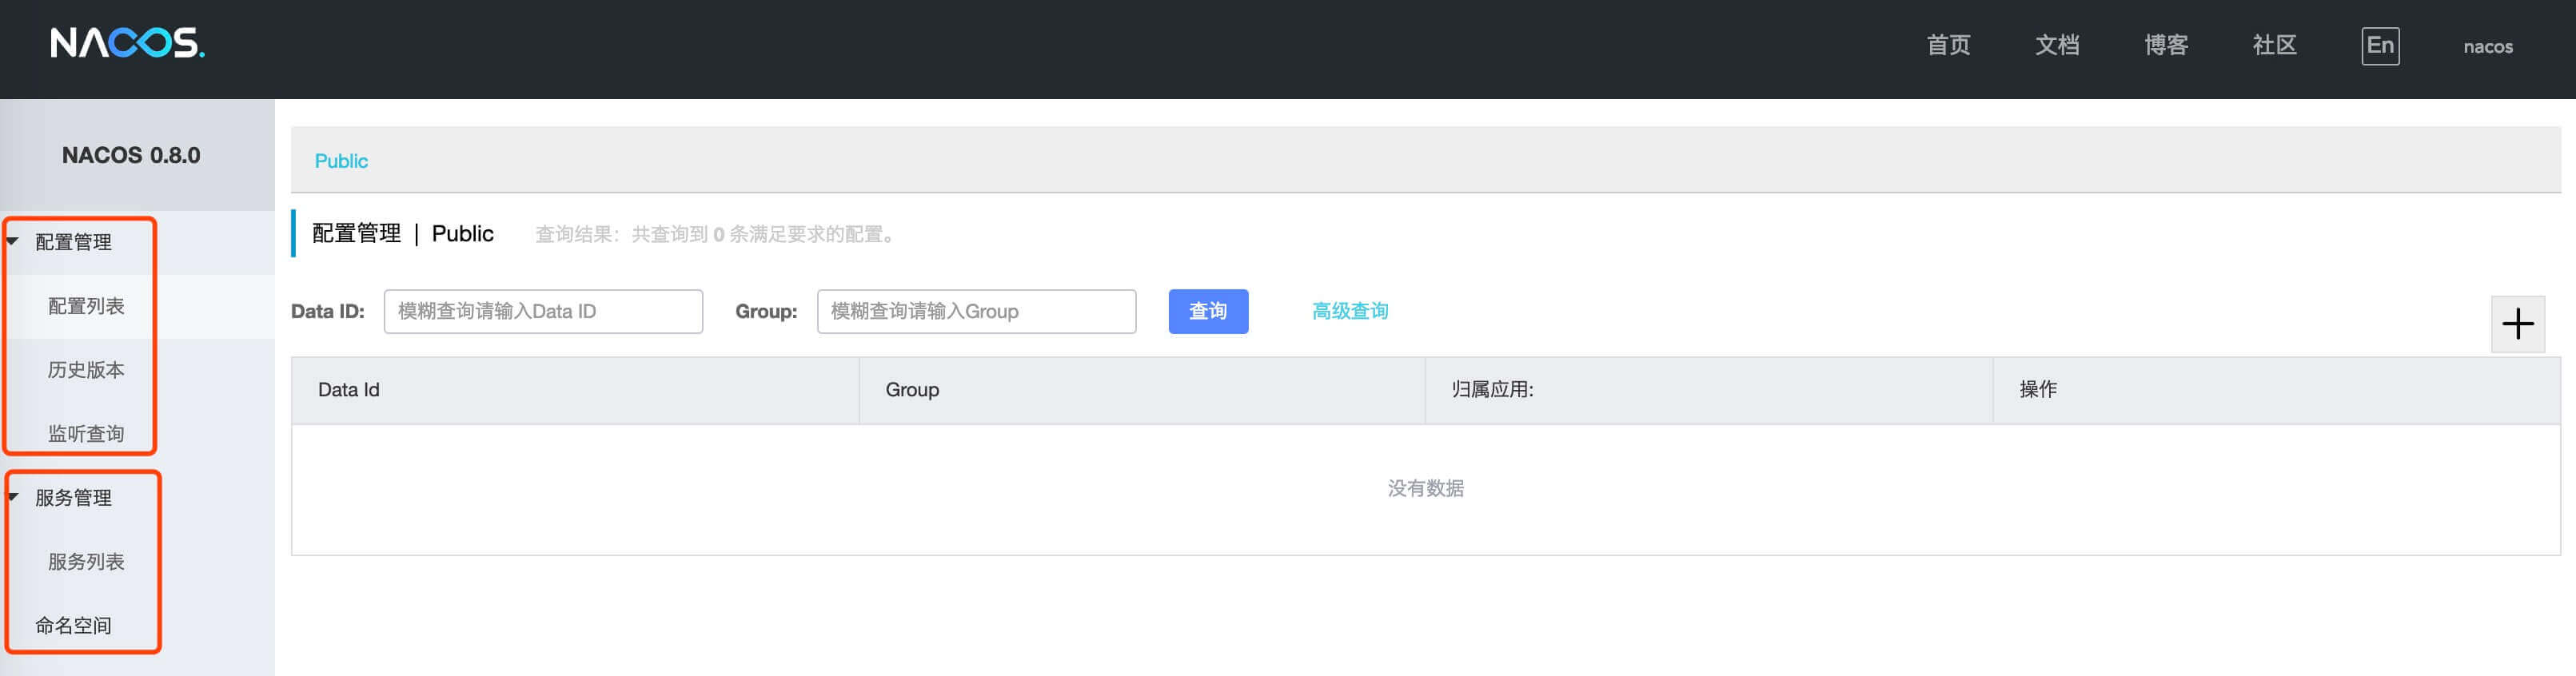 NACOS.
首页 文档 博客 社区 En nacos
NACOS 0.8.0
配置管理
配置列表
历史版本
监听查询
服务管理
服务列表
命名空间
Public
配置管理 | Public 查询结果：共查询到 0 条满足要求的配置。
Data ID: 模糊查询请输入Data ID Group: 模糊查询请输入Group 查询 高级查询
Data Id Group 归属应用: 操作
没有数据